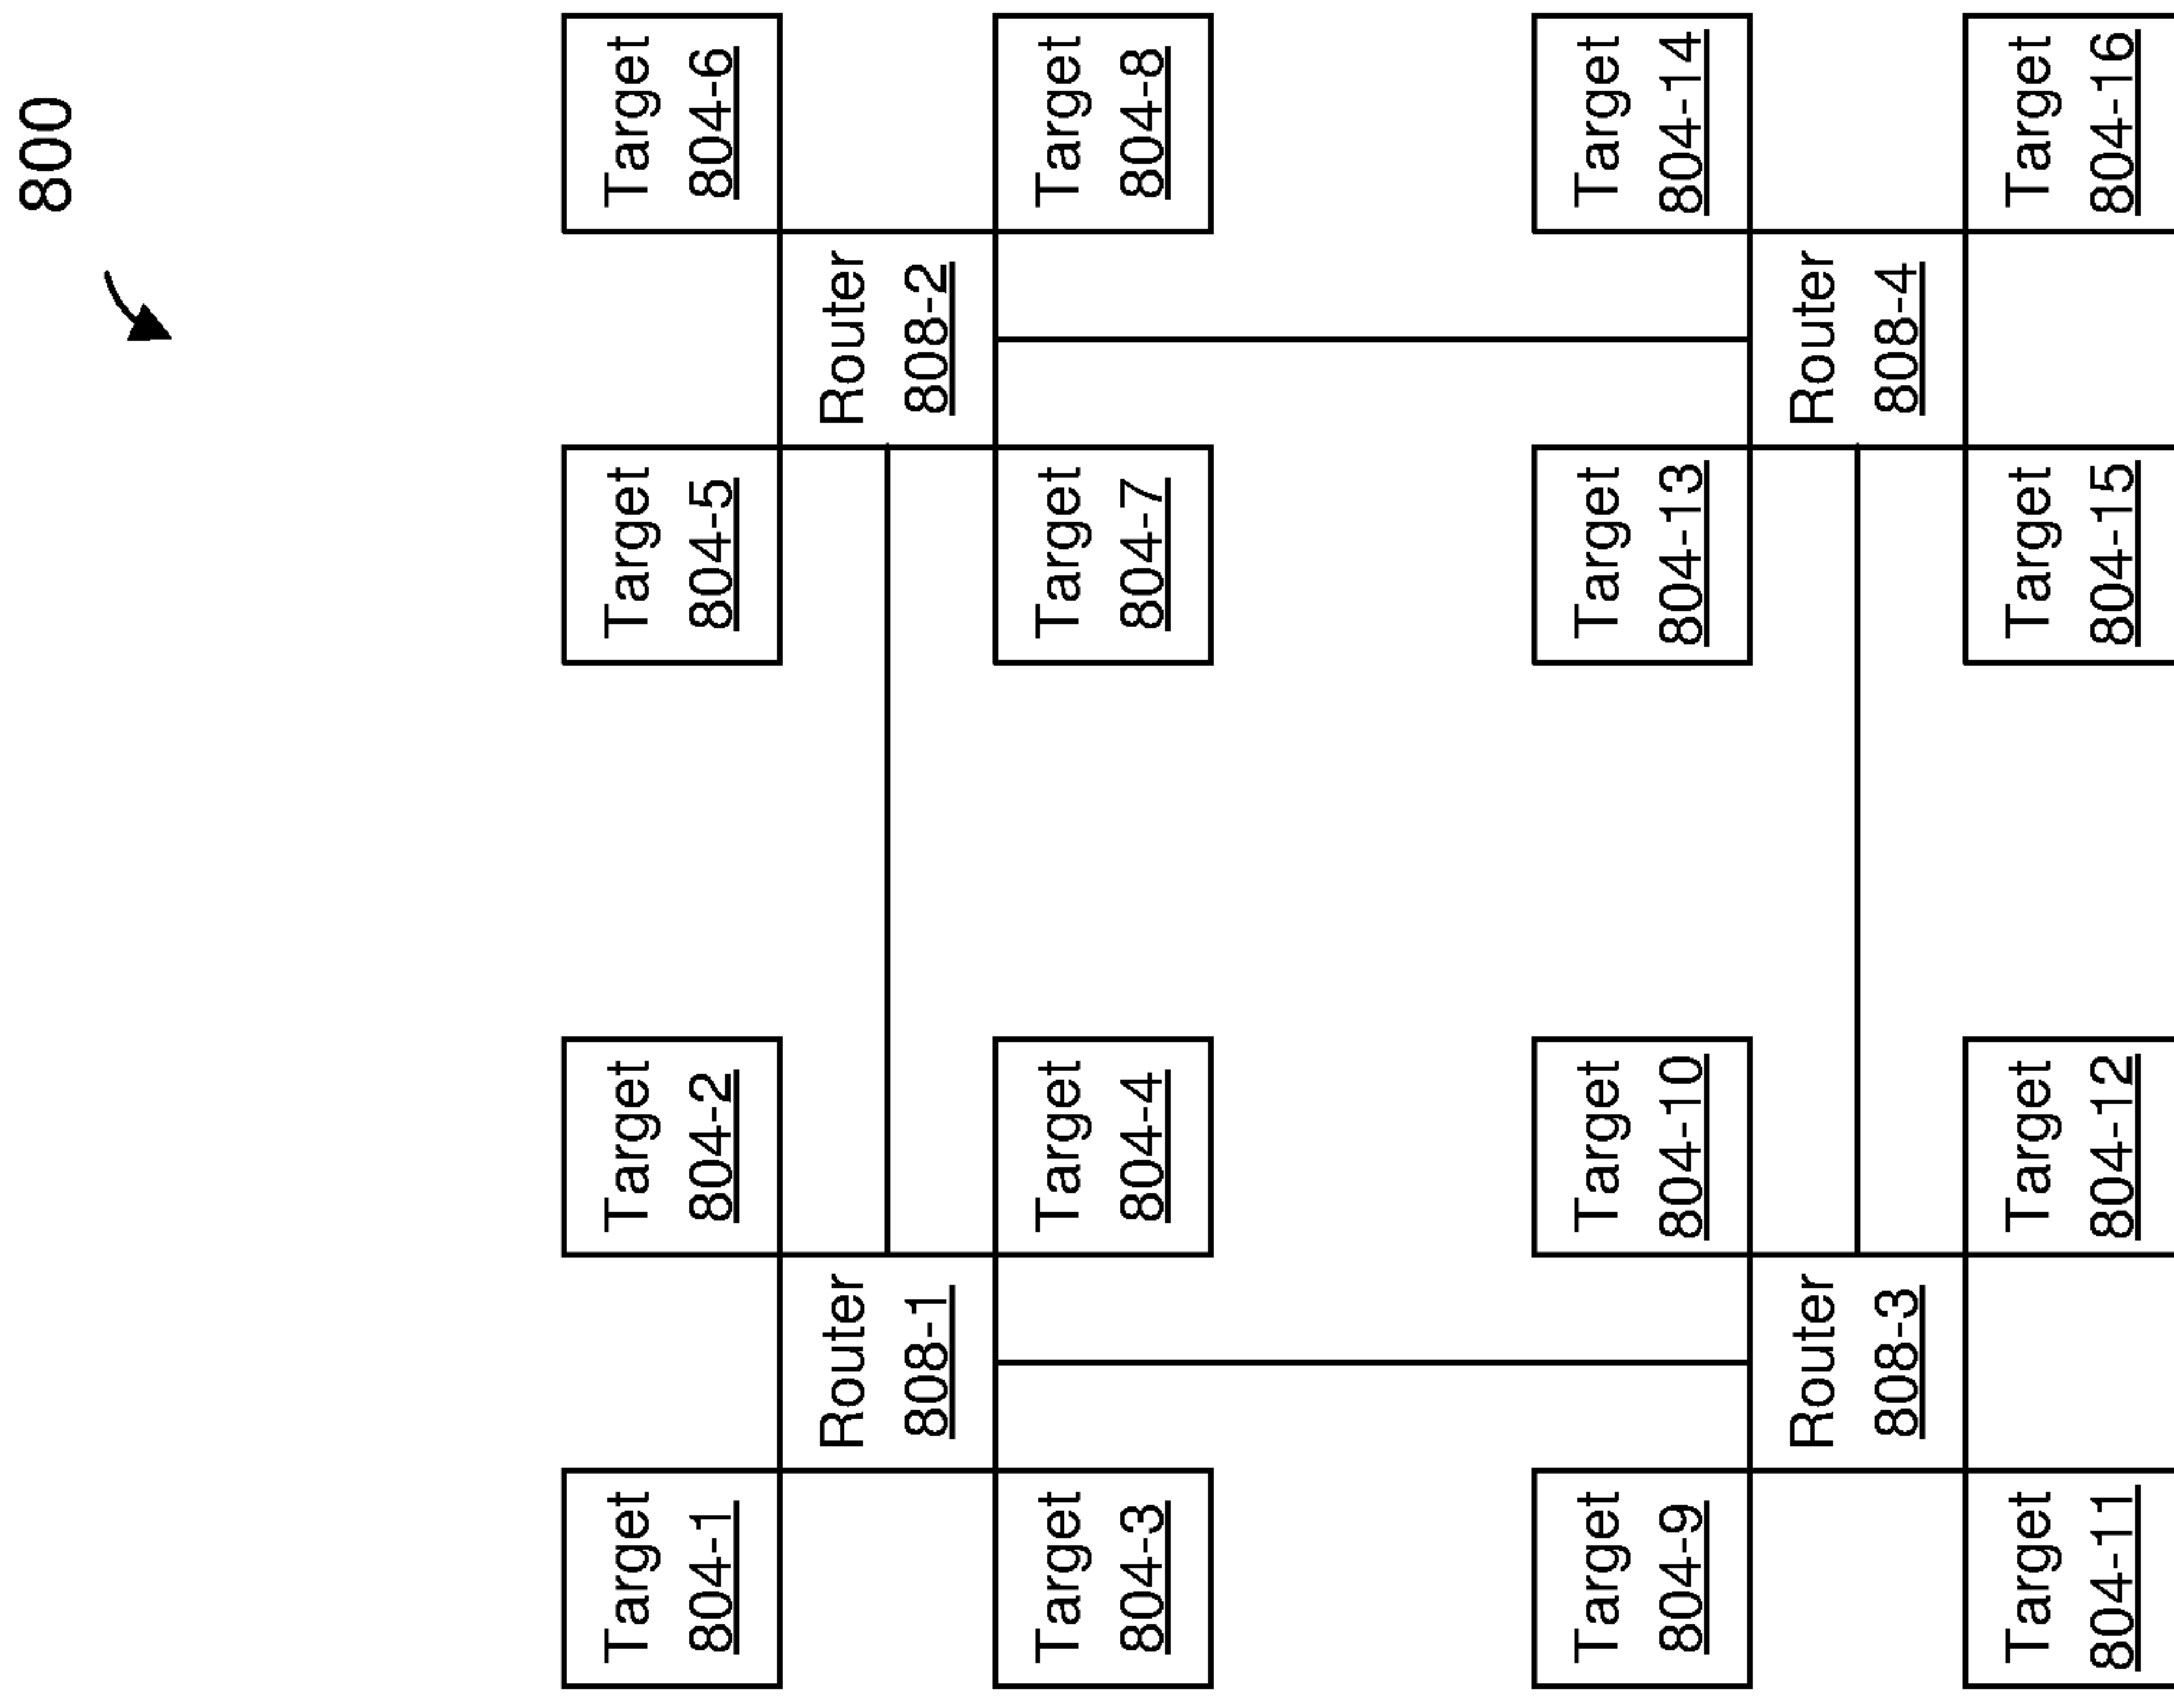 800
Target
804-1
Target
804-2
Target
804-5
Target
804-6
Router
808-1
Router
808-2
Target
804-3
Target
804-4
Target
804-7
Target
804-8
Target
804-9
Target
804-10
Target
804-13
Target
804-14
Router
808-3
Router
808-4
Target
804-11
Target
804-12
Target
804-15
Target
804-16